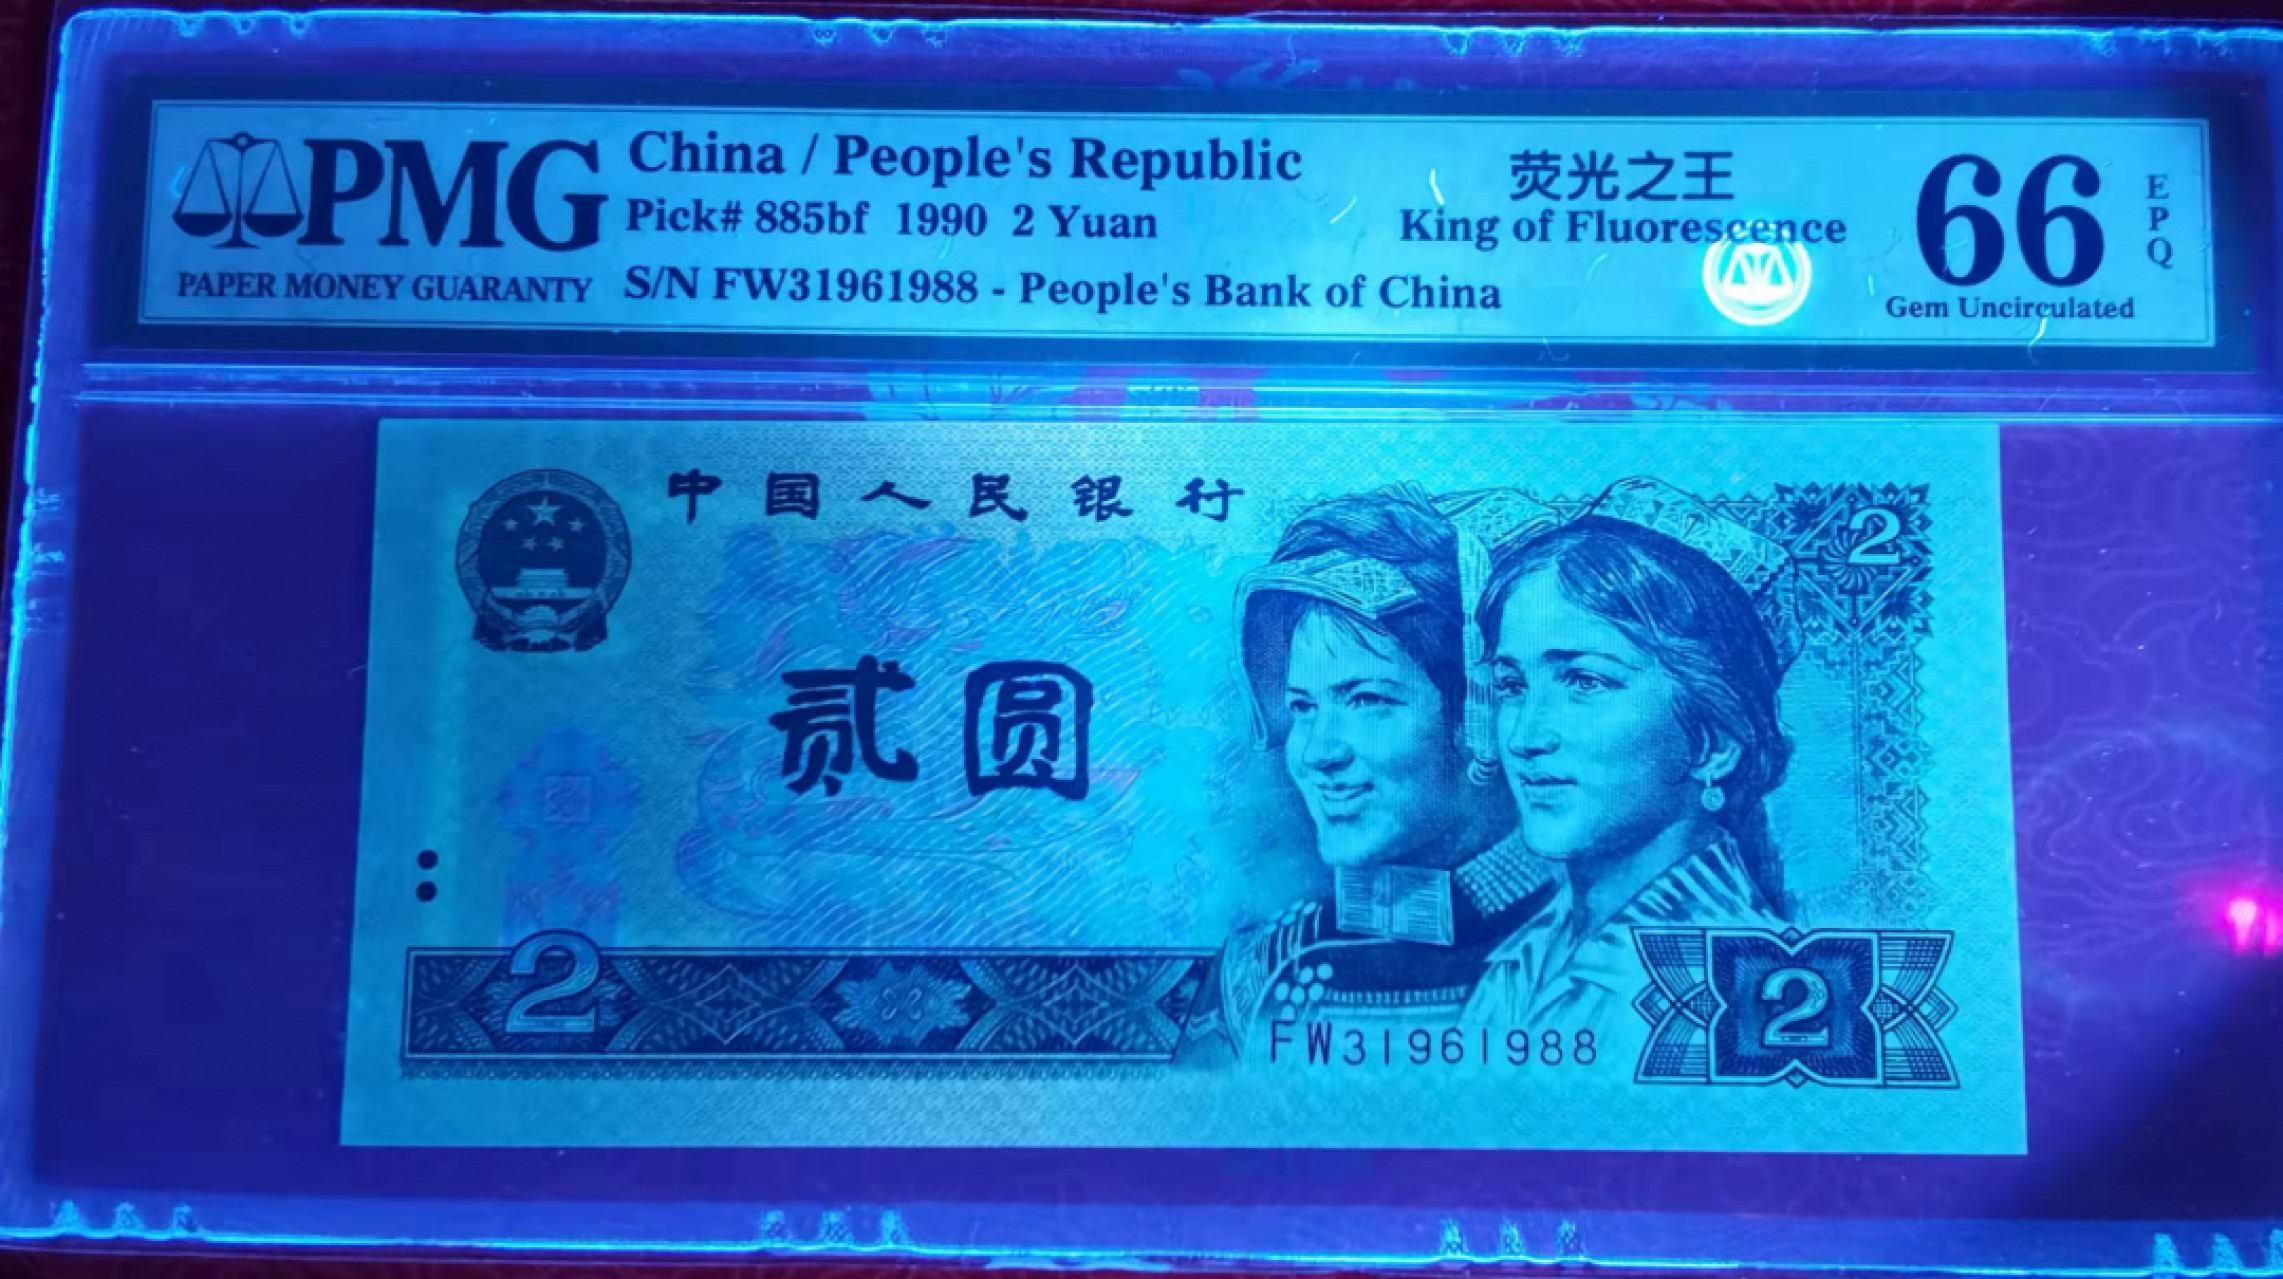 PMG
PAPER MONEY GUARANTY
China / People's Republic
Pick# 885bf 1990 2 Yuan
S/N FW31961988 - People's Bank of China
荧光之王
King of Fluorescence
66
EPQ
Gem Uncirculated
中国人民银行
2
贰圆
2
FW31961988
2